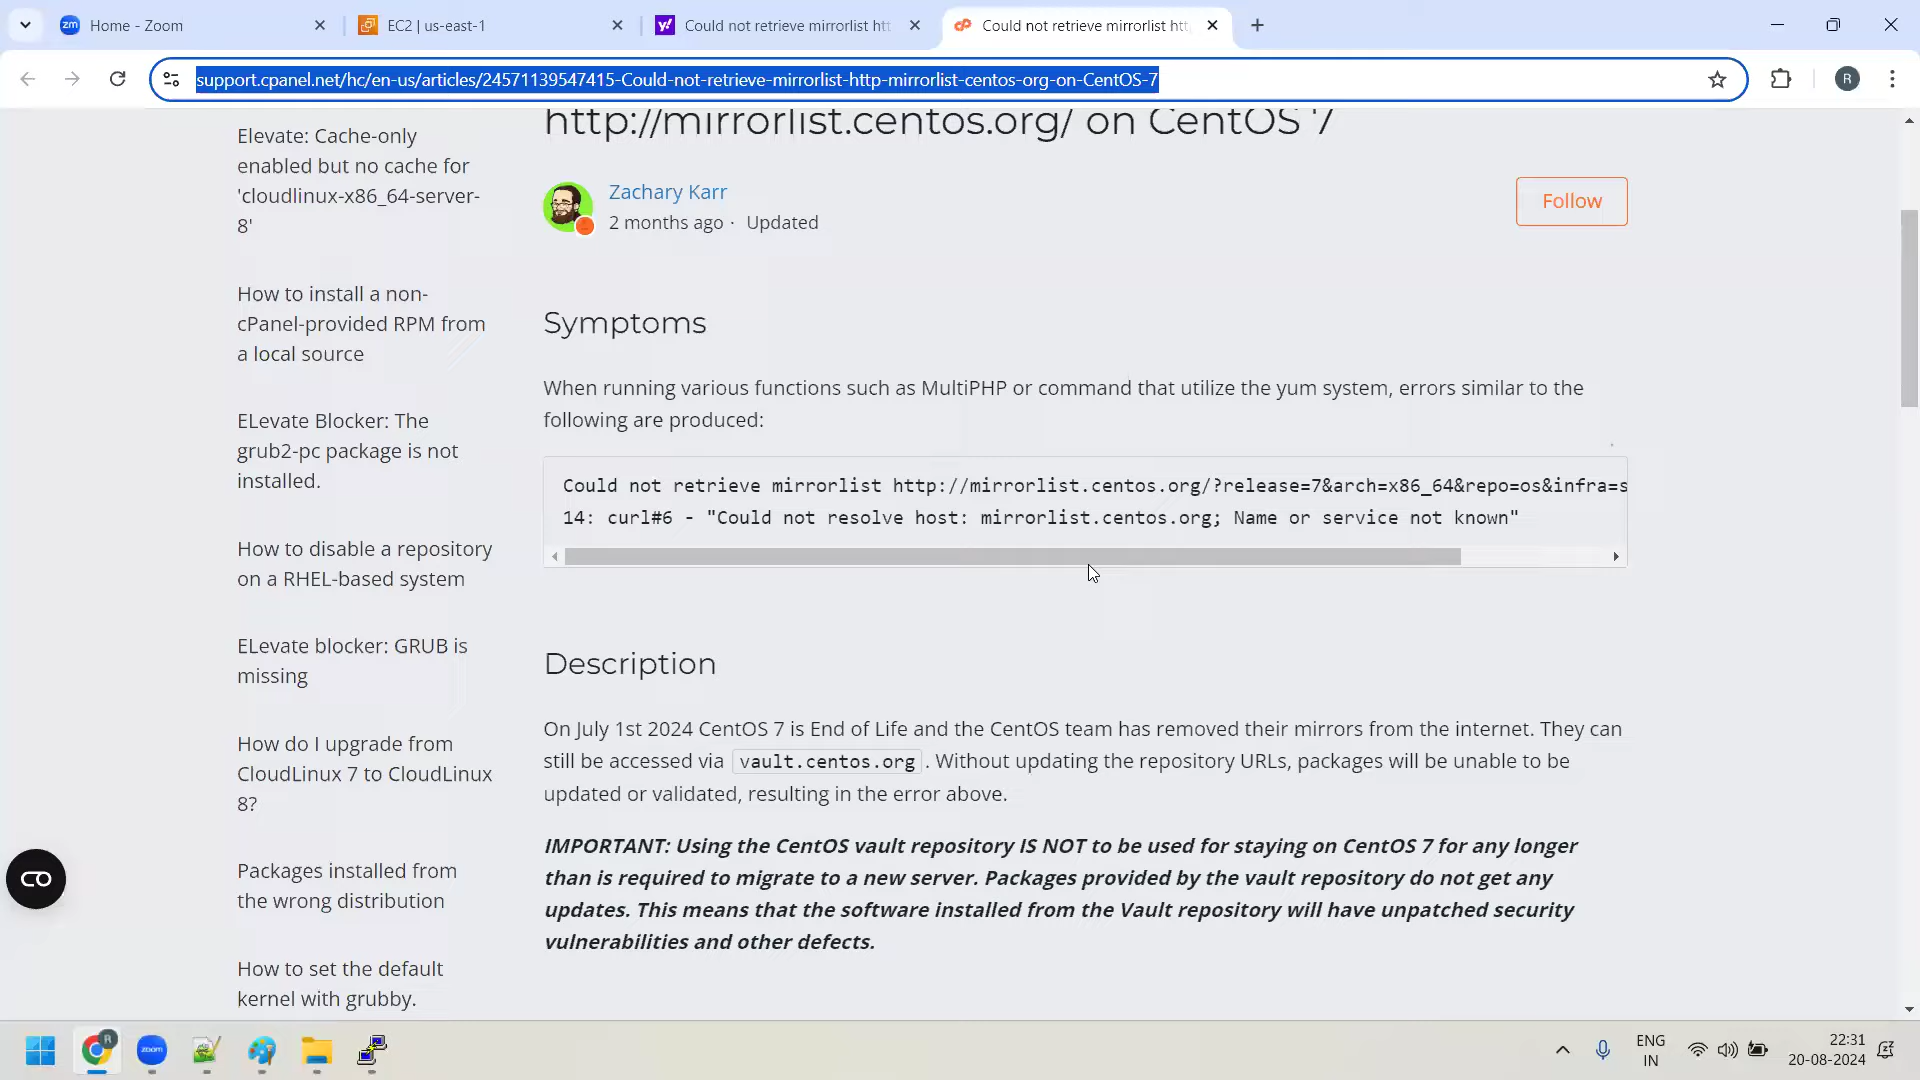 Home - Zoom
EC2 | us-east-1
Could not retrieve mirrorlist htt
Could not retrieve mirrorlist htt
support.cpanel.net/hc/en-us/articles/24571139547415-Could-not-retrieve-mirrorlist-http-mirrorlist-centos-org-on-CentOS-7
R
Elevate: Cache-only
enabled but no cache for
'cloudlinux-x86_64-server-
8'
How to install a non-
cPanel-provided RPM from
a local source
ELevate Blocker: The
grub2-pc package is not
installed.
How to disable a repository
on a RHEL-based system
ELevate blocker: GRUB is
missing
How do I upgrade from
CloudLinux 7 to CloudLinux
8?
Packages installed from
the wrong distribution
How to set the default
kernel with grubby.
http://mirrorlist.centos.org/ on CentOS 7
Zachary Karr
2 months ago · Updated
Follow
Symptoms
When running various functions such as MultiPHP or command that utilize the yum system, errors similar to the
following are produced:
Could not retrieve mirrorlist http://mirrorlist.centos.org/?release=7&arch=x86_64&repo=os&infra=s
14: curl#6 - "Could not resolve host: mirrorlist.centos.org; Name or service not known"
Description
On July 1st 2024 CentOS 7 is End of Life and the CentOS team has removed their mirrors from the internet. They can
still be accessed via vault.centos.org . Without updating the repository URLs, packages will be unable to be
updated or validated, resulting in the error above.
IMPORTANT: Using the CentOS vault repository IS NOT to be used for staying on CentOS 7 for any longer
than is required to migrate to a new server. Packages provided by the vault repository do not get any
updates. This means that the software installed from the Vault repository will have unpatched security
vulnerabilities and other defects.
zm
y!
R
zoom
ENG
IN
22:31
20-08-2024